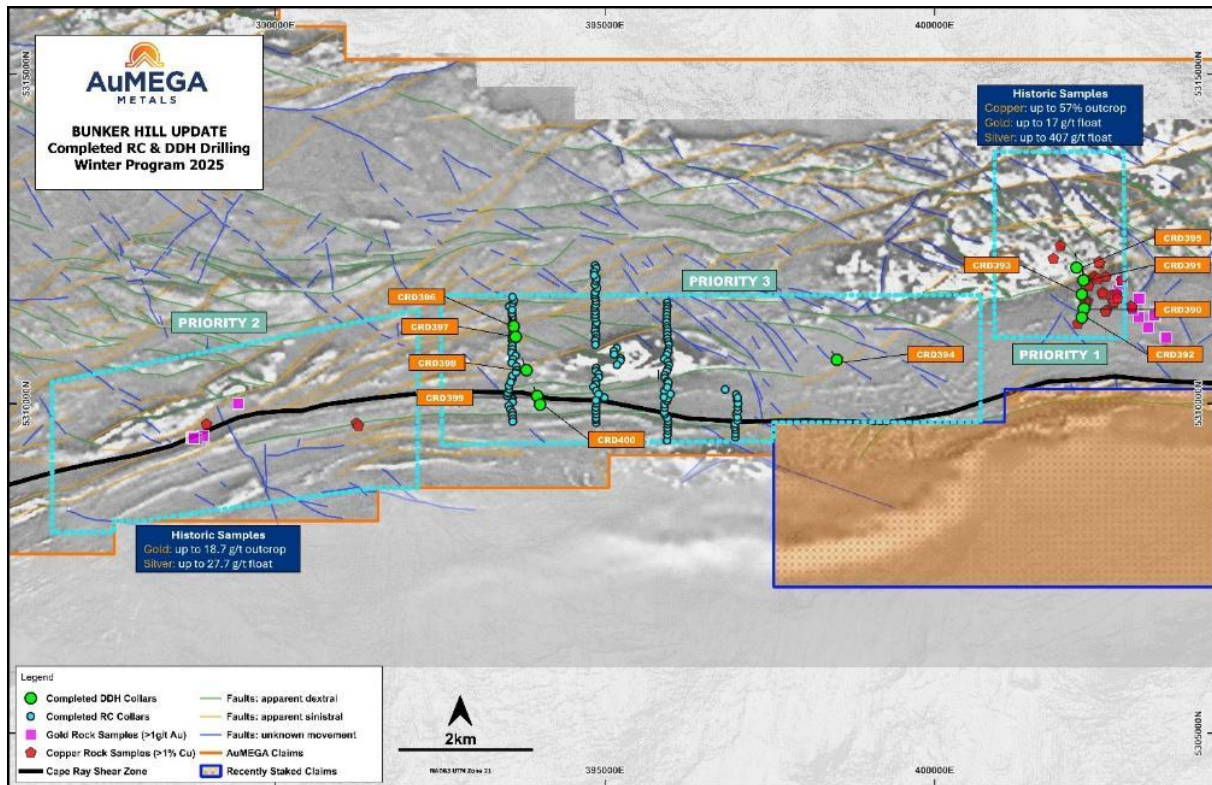 390000E
395000E
400000E
5315000N
5315000N
AuMEGA
METALS
BUNKER HILL UPDATE
Completed RC & DDH Drilling
Winter Program 2025
Historic Samples
Copper: up to 57% outcrop
Gold: up to 17 g/t float
Silver: up to 407 g/t float
CRD395
CRD393
CRD391
PRIORITY 3
CRD396
PRIORITY 2
CRD390
CRD397
CRD394
PRIORITY 1
CRD392
CRD398
CRD399
5310000N
5310000N
CRD400
Historic Samples
Gold: up to 18.7 g/t outcrop
Silver: up to 27.7 g/t float
Legend
Completed DDH Collars
Completed RC Collars
Gold Rock Samples (>1g/t Au)
Copper Rock Samples (>1% Cu)
Cape Ray Shear Zone
Faults: apparent dextral
Faults: apparent sinistral
Faults: unknown movement
AuMEGA Claims
Recently Staked Claims
2km
NAD83 UTM Zone 21
5305000N
395000E
400000E